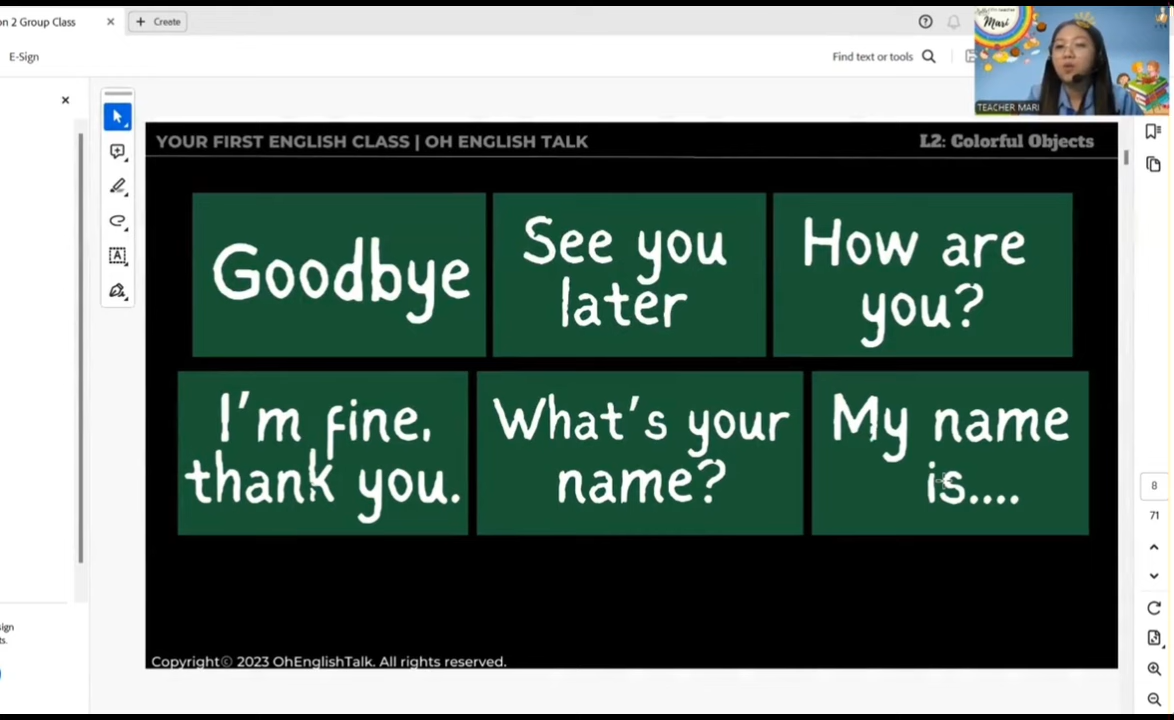 on 2 Group Class
Create
E-Sign
Find text or tools
Mari
TEACHER MARI
YOUR FIRST ENGLISH CLASS | OH ENGLISH TALK
L2: Colorful Objects
Goodbye
See you
later
How are
you?
I'm fine,
thank you.
What's your
name?
My name
is....
8
71
sign
ts.
Copyright© 2023 OhEnglishTalk. All rights reserved.